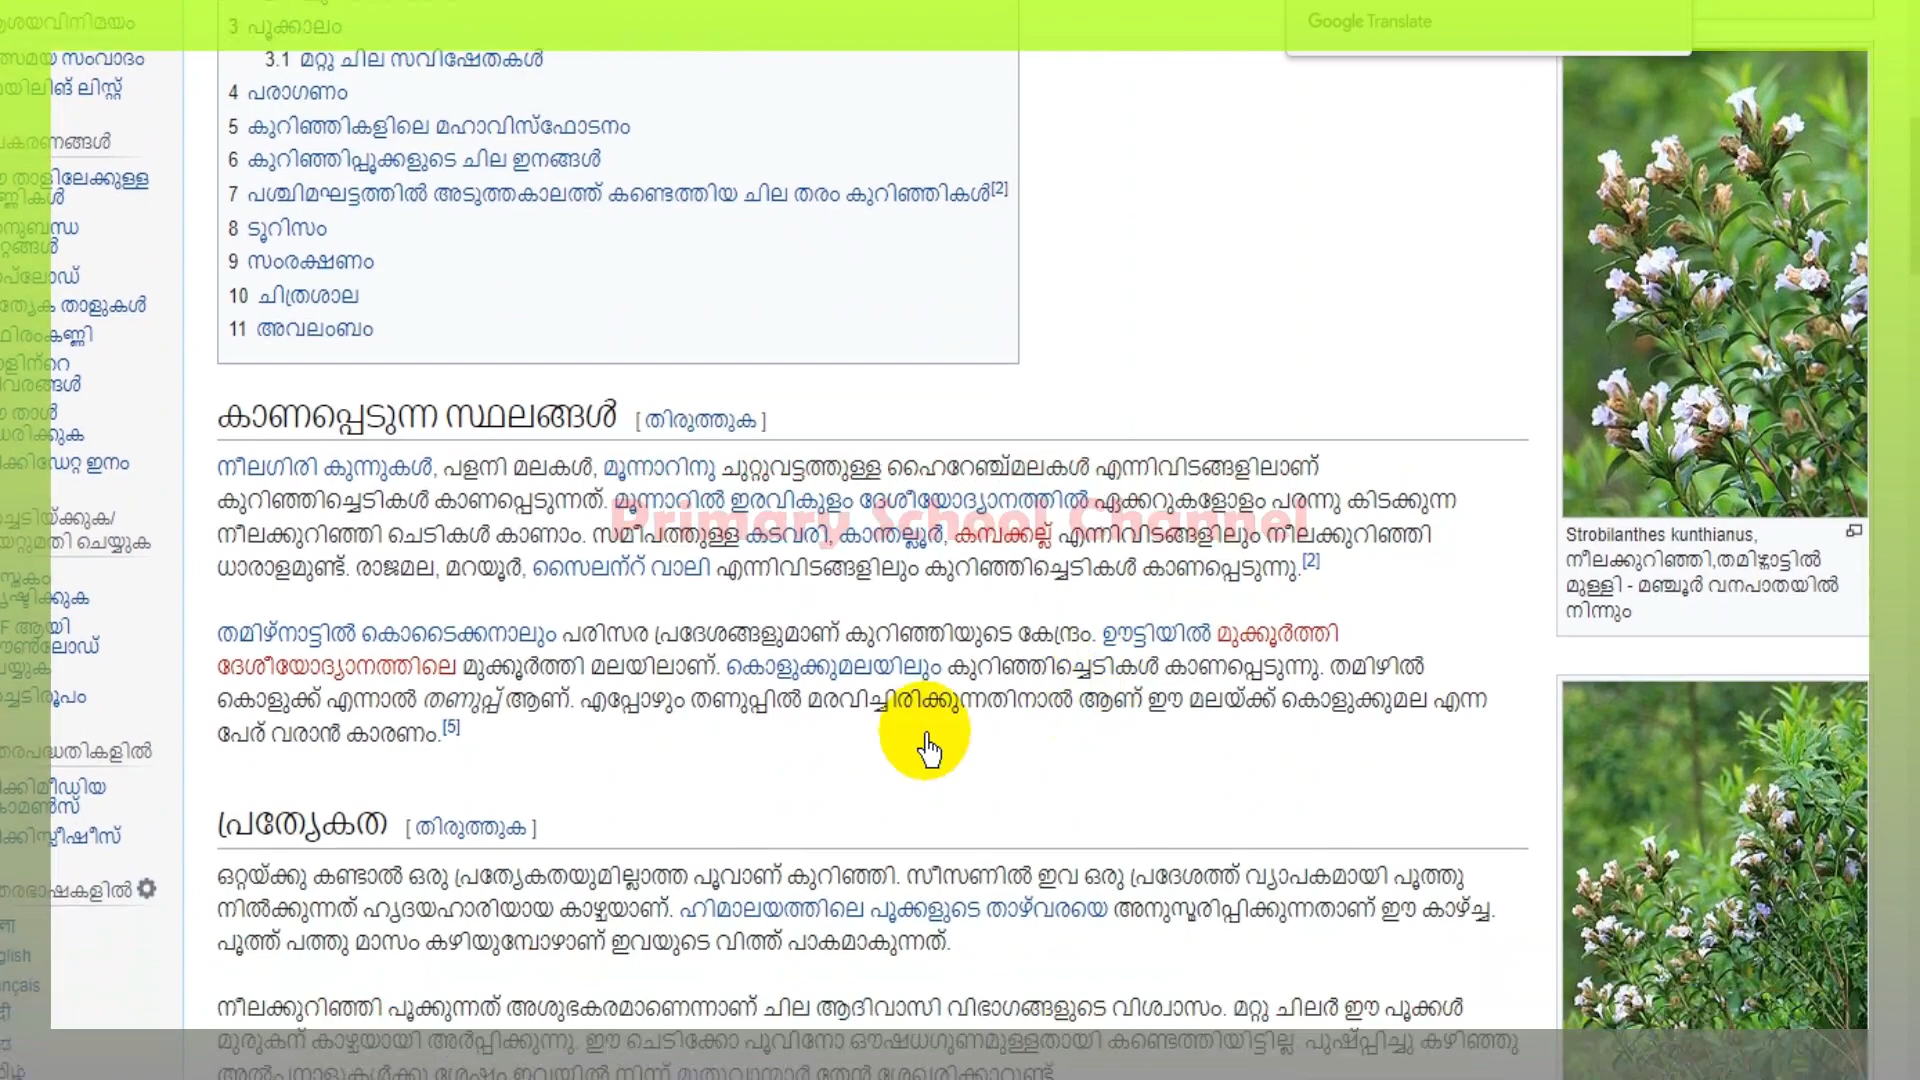 Google Translate
3 പൂക്കാലം
3.1 മറ്റു ചില സവിഷേതകൾ
4 പരാഗണം
5 കുറിഞ്ഞികളിലെ മഹാവിസ്ഫോടനം
6 കുറിഞ്ഞിപ്പൂക്കളുടെ ചില ഇനങ്ങൾ
7 പശ്ചിമഘട്ടത്തിൽ അടുത്തകാലത്ത് കണ്ടെത്തിയ ചില തരം കുറിഞ്ഞികൾ[2]
8 ടൂറിസം
9 സംരക്ഷണം
10 ചിത്രശാല
11 അവലംബം
കാണപ്പെടുന്ന സ്ഥലങ്ങൾ [ തിരുത്തുക ]
നീലഗിരി കുന്നുകൾ, പളനി മലകൾ, മൂന്നാറിനു ചുറ്റുവട്ടത്തുള്ള ഹൈറേഞ്ച്മലകൾ എന്നിവിടങ്ങളിലാണ്
കുറിഞ്ഞിച്ചെടികൾ കാണപ്പെടുന്നത്. മൂന്നാറിൽ ഇരവികുളം ദേശീയോദ്യാനത്തിൽ ഏക്കറുകളോളം പരന്നു കിടക്കുന്ന
നീലക്കുറിഞ്ഞി ചെടികൾ കാണാം. സമീപത്തുള്ള കടവരി, കാന്തല്ലൂർ, കമ്പക്കല്ല് എന്നിവിടങ്ങളിലും നീലക്കുറിഞ്ഞി
ധാരാളമുണ്ട്. രാജമല, മറയൂർ, സൈലന്റ് വാലി എന്നിവിടങ്ങളിലും കുറിഞ്ഞിച്ചെടികൾ കാണപ്പെടുന്നു.[2]
Primary School Channel
തമിഴ്‌നാട്ടിൽ കൊടൈക്കനാലും പരിസര പ്രദേശങ്ങളുമാണ് കുറിഞ്ഞിയുടെ കേന്ദ്രം. ഊട്ടിയിൽ മുക്കൂർത്തി
ദേശീയോദ്യാനത്തിലെ മുക്കൂർത്തി മലയിലാണ്. കൊളുക്കുമലയിലും കുറിഞ്ഞിച്ചെടികൾ കാണപ്പെടുന്നു. തമിഴിൽ
കൊളുക്ക് എന്നാൽ തണുപ്പ് ആണ്. എപ്പോഴും തണുപ്പിൽ മരവിച്ചിരിക്കുന്നതിനാൽ ആണ് ഈ മലയ്ക്ക് കൊളുക്കുമല എന്ന
പേര് വരാൻ കാരണം.[5]
പ്രത്യേകത [ തിരുത്തുക ]
ഒറ്റയ്ക്കു കണ്ടാൽ ഒരു പ്രത്യേകതയുമില്ലാത്ത പൂവാണ് കുറിഞ്ഞി. സീസണിൽ ഇവ ഒരു പ്രദേശത്ത് വ്യാപകമായി പൂത്തു
നിൽക്കുന്നത് ഹൃദയഹാരിയായ കാഴ്ചയാണ്. ഹിമാലയത്തിലെ പൂക്കളുടെ താഴ്‌വരയെ അനുസ്മരിപ്പിക്കുന്നതാണ് ഈ കാഴ്ച്ച.
പൂത്ത് പത്തു മാസം കഴിയുമ്പോഴാണ് ഇവയുടെ വിത്ത് പാകമാകുന്നത്.
നീലക്കുറിഞ്ഞി പൂക്കുന്നത് അശുഭകരമാണെന്നാണ് ചില ആദിവാസി വിഭാഗങ്ങളുടെ വിശ്വാസം. മറ്റു ചിലർ ഈ പൂക്കൾ
മുരുകന് കാഴ്ചയായി അർപ്പിക്കുന്നു. ഈ ചെടിക്കോ പൂവിനോ ഔഷധഗുണമുള്ളതായി കണ്ടെത്തിയിട്ടില്ല. പുഷ്പ്പിച്ചു കഴിഞ്ഞു
Strobilanthes kunthianus,
നീലക്കുറിഞ്ഞി,തമിഴ്നാട്ടിൽ
മുള്ളി - മഞ്ചൂർ വനപാതയിൽ
നിന്നും